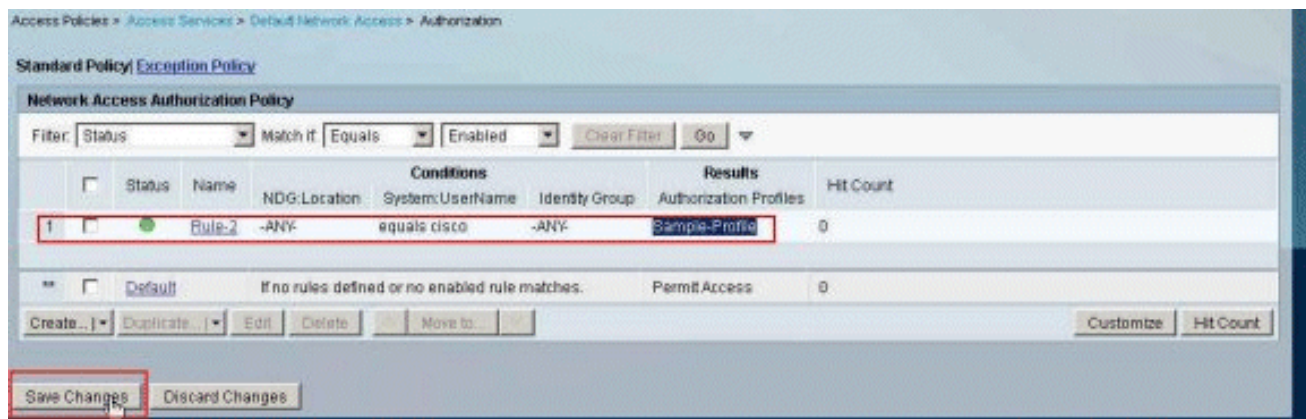 Access Policies > Access Services > Default Network Access > Authorization
Standard Policy| Exception Policy
Network Access Authorization Policy
Filter: Status Match if: Equals Enabled Clear Filter Go
Conditions Results
Status Name NDG:Location System:UserName Identity Group Authorization Profiles Hit Count
1 Rule-2 -ANY- equals cisco -ANY- Sample-Profile 0
** Default If no rules defined or no enabled rule matches. Permit Access 0
Create... | Duplicate... | Edit Delete Move to... Customize Hit Count
Save Changes Discard Changes